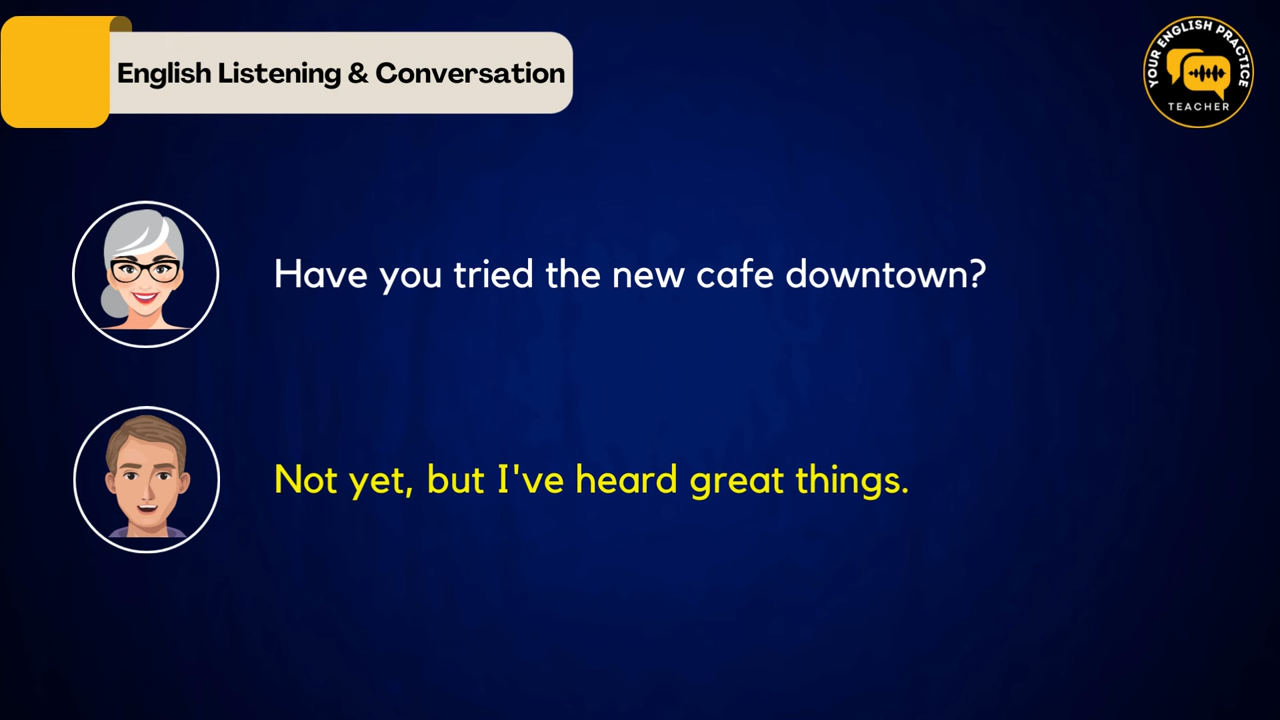 English Listening & Conversation
YOUR ENGLISH PRACTICE
TEACHER
Have you tried the new cafe downtown?
Not yet, but I've heard great things.